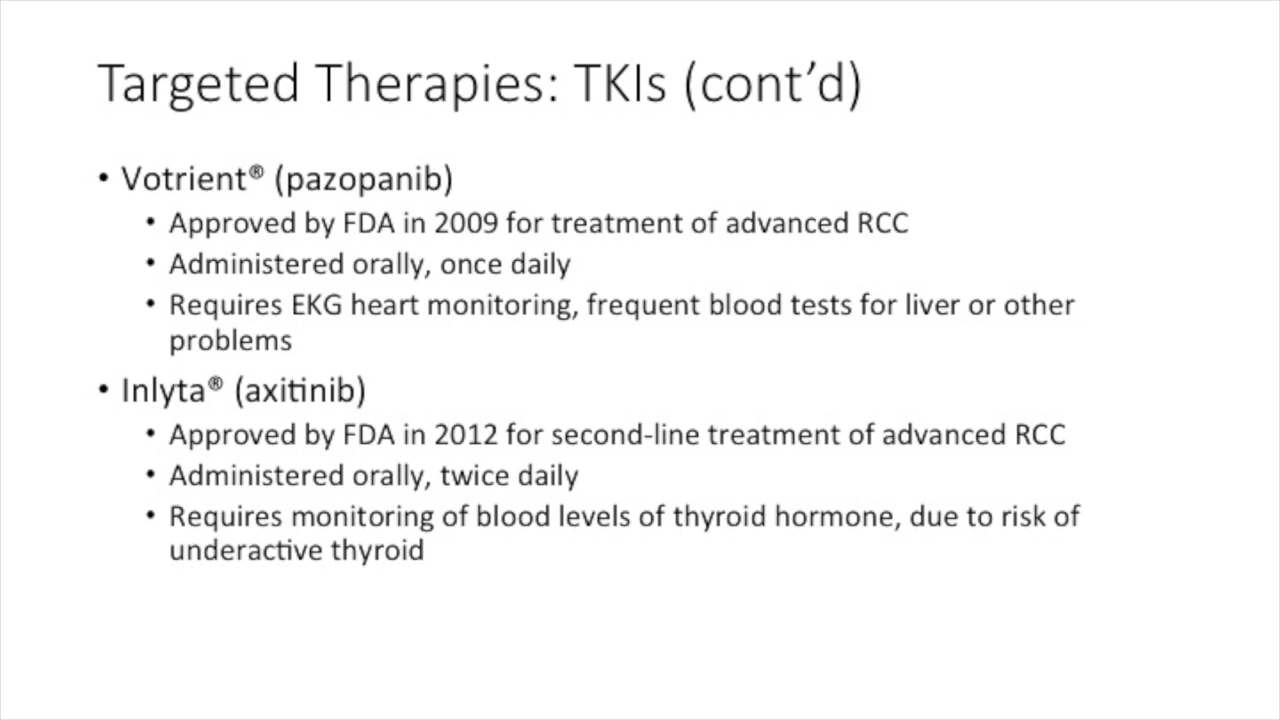 Targeted Therapies: TKIs (cont’d)
• Votrient® (pazopanib)
• Approved by FDA in 2009 for treatment of advanced RCC
• Administered orally, once daily
• Requires EKG heart monitoring, frequent blood tests for liver or other
problems
• Inlyta® (axitinib)
• Approved by FDA in 2012 for second-line treatment of advanced RCC
• Administered orally, twice daily
• Requires monitoring of blood levels of thyroid hormone, due to risk of
underactive thyroid